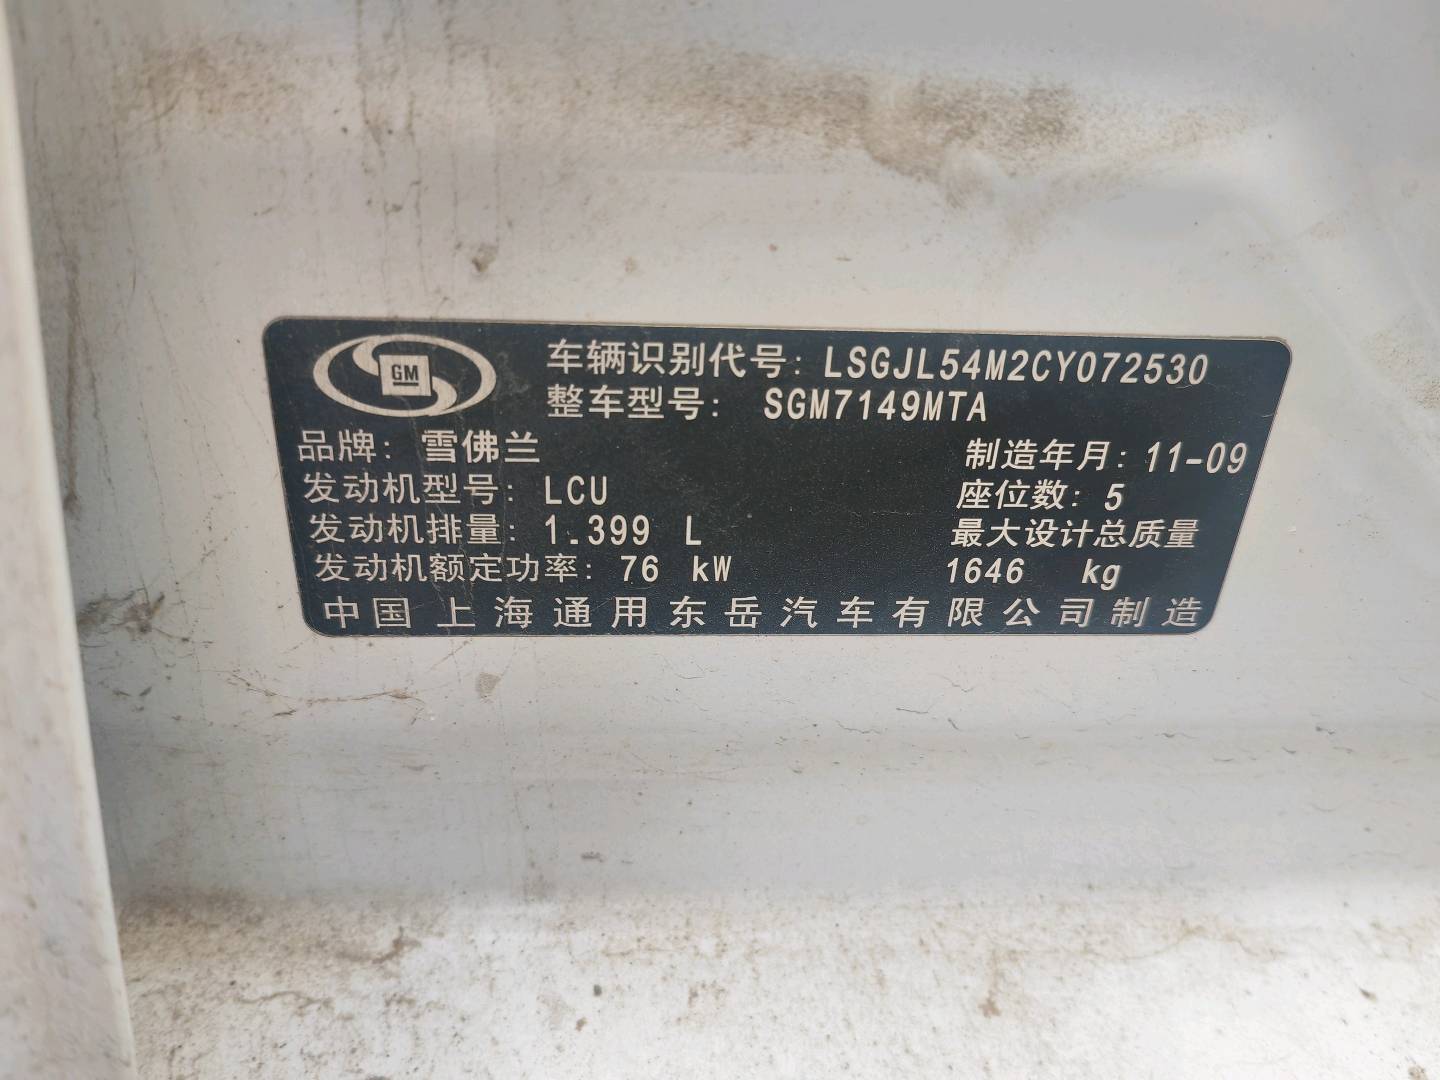 GM
车辆识别代号: LSGJL54M2CY072530
整车型号: SGM7149MTA
品牌: 雪佛兰
制造年月: 11-09
发动机型号: LCU
座位数: 5
发动机排量: 1.399 L
最大设计总质量
发动机额定功率: 76 kW
1646 kg
中国上海通用东岳汽车有限公司制造